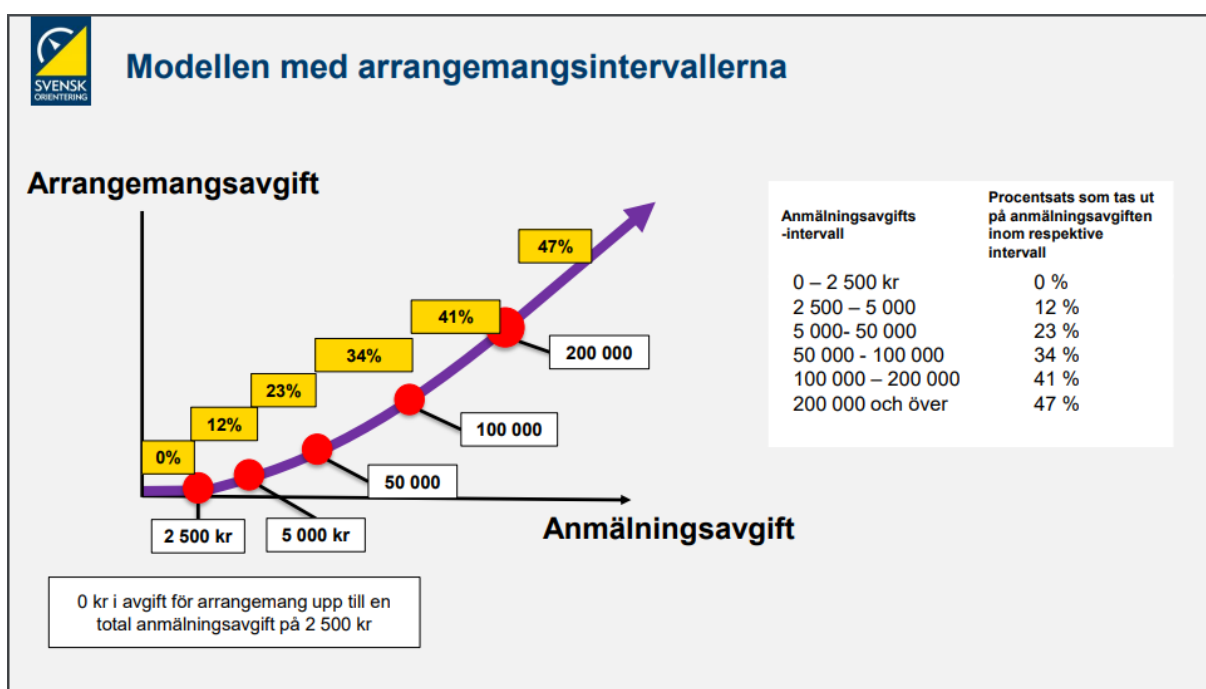 SVENSK
ORIENTERING
Modellen med arrangemangsintervallerna
Arrangemangsavgift
47%
41%
34%
23%
12%
0%
200 000
100 000
50 000
5 000 kr
2 500 kr
Anmälningsavgift
0 kr i avgift för arrangemang upp till en
total anmälningsavgift på 2 500 kr
Anmälningsavgifts
-intervall
Procentsats som tas ut
på anmälningsavgiften
inom respektive
intervall
0 – 2 500 kr 0 %
2 500 – 5 000 12 %
5 000- 50 000 23 %
50 000 - 100 000 34 %
100 000 – 200 000 41 %
200 000 och över 47 %